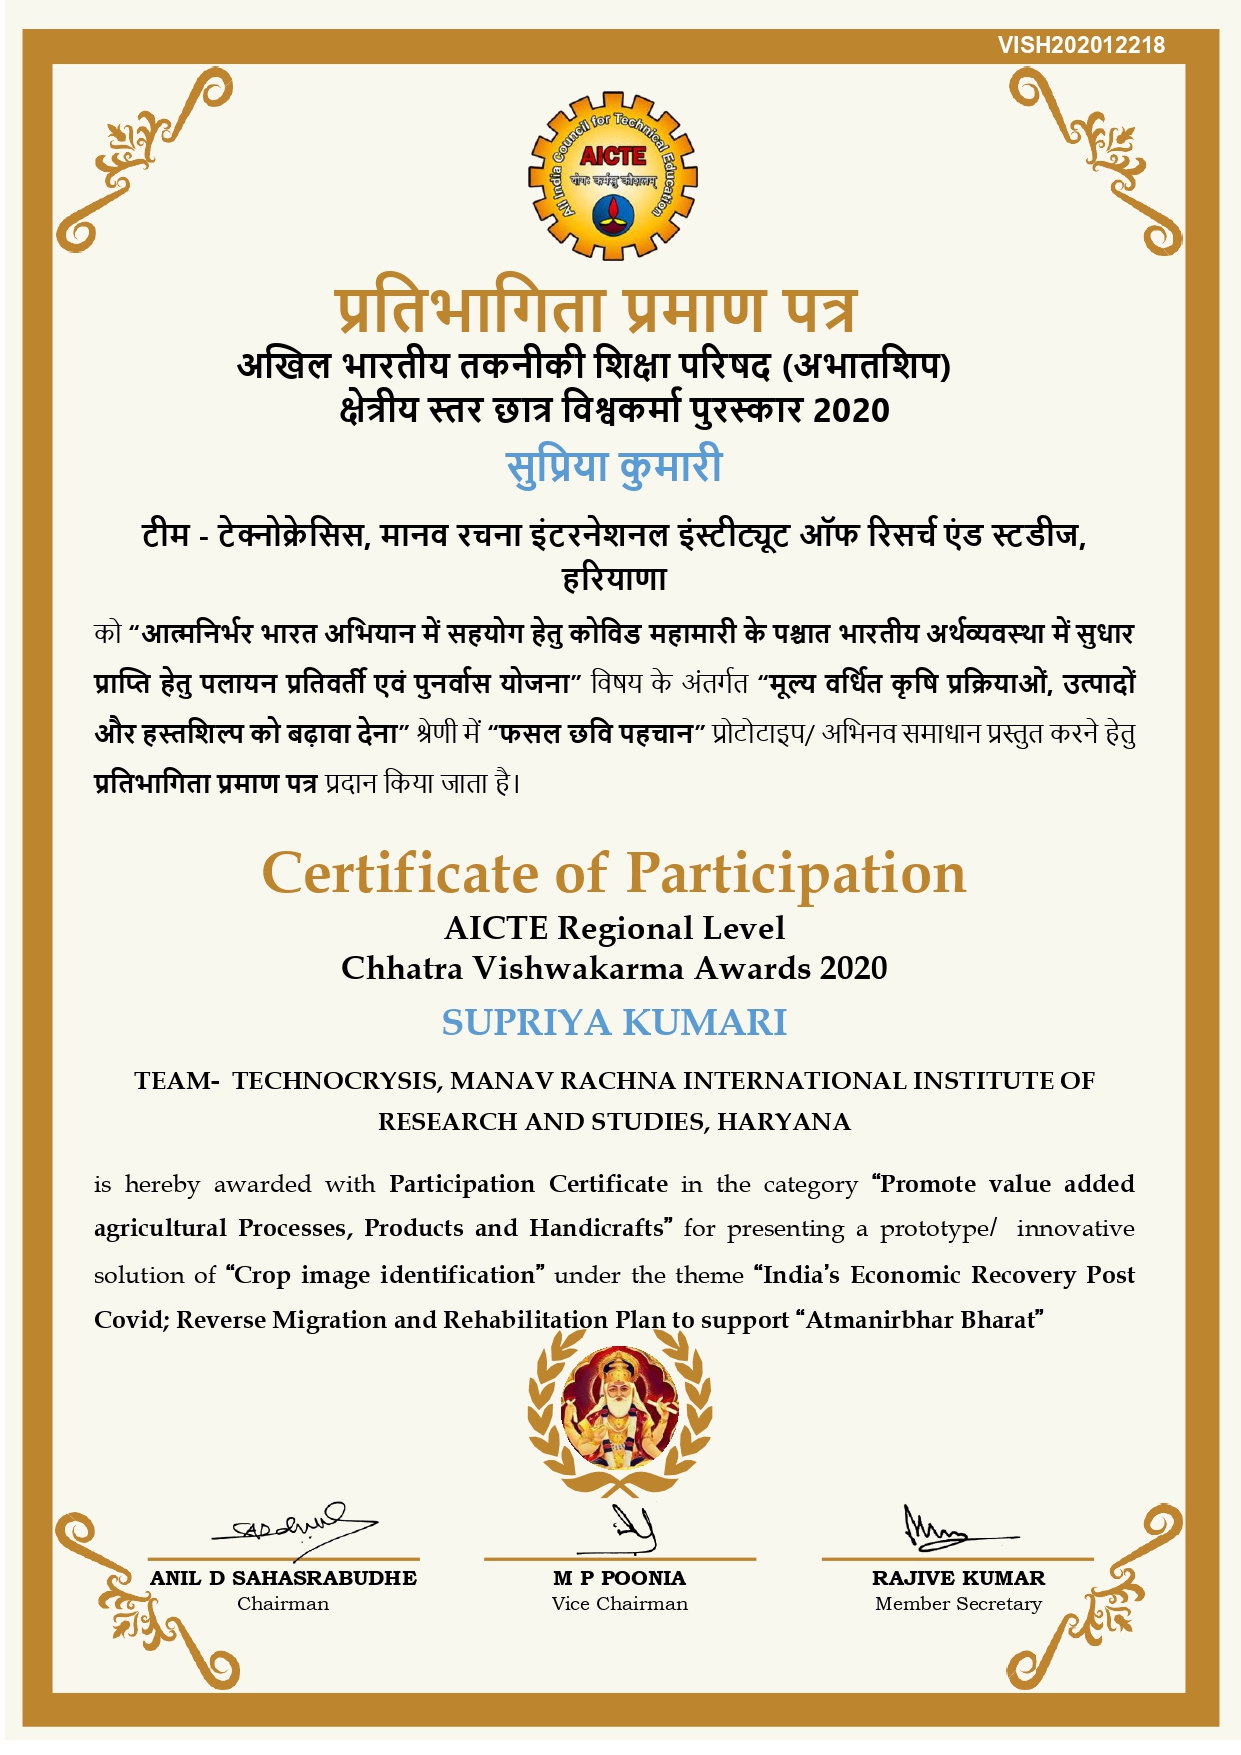 VISH202012218
All India Council for Technical Education
AICTE
योगः कर्मसु कौशलम्
प्रतिभागिता प्रमाण पत्र
अखिल भारतीय तकनीकी शिक्षा परिषद (अभातशिप)
क्षेत्रीय स्तर छात्र विश्वकर्मा पुरस्कार 2020
सुप्रिया कुमारी
टीम - टेक्नोक्रेसिस, मानव रचना इंटरनेशनल इंस्टीट्यूट ऑफ रिसर्च एंड स्टडीज,
हरियाणा
को “आत्मनिर्भर भारत अभियान में सहयोग हेतु कोविड महामारी के पश्चात भारतीय अर्थव्यवस्था में सुधार
प्राप्ति हेतु पलायन प्रतिवर्ती एवं पुनर्वास योजना” विषय के अंतर्गत “मूल्य वर्धित कृषि प्रक्रियाओं, उत्पादों
और हस्तशिल्प को बढ़ावा देना” श्रेणी में “फसल छवि पहचान” प्रोटोटाइप/ अभिनव समाधान प्रस्तुत करने हेतु
प्रतिभागिता प्रमाण पत्र प्रदान किया जाता है।
Certificate of Participation
AICTE Regional Level
Chhatra Vishwakarma Awards 2020
SUPRIYA KUMARI
TEAM- TECHNOCRYSIS, MANAV RACHNA INTERNATIONAL INSTITUTE OF
RESEARCH AND STUDIES, HARYANA
is hereby awarded with Participation Certificate in the category “Promote value added
agricultural Processes, Products and Handicrafts” for presenting a prototype/ innovative
solution of “Crop image identification” under the theme “India’s Economic Recovery Post
Covid; Reverse Migration and Rehabilitation Plan to support “Atmanirbhar Bharat”
ANIL D SAHASRABUDHE
Chairman
M P POONIA
Vice Chairman
RAJIVE KUMAR
Member Secretary